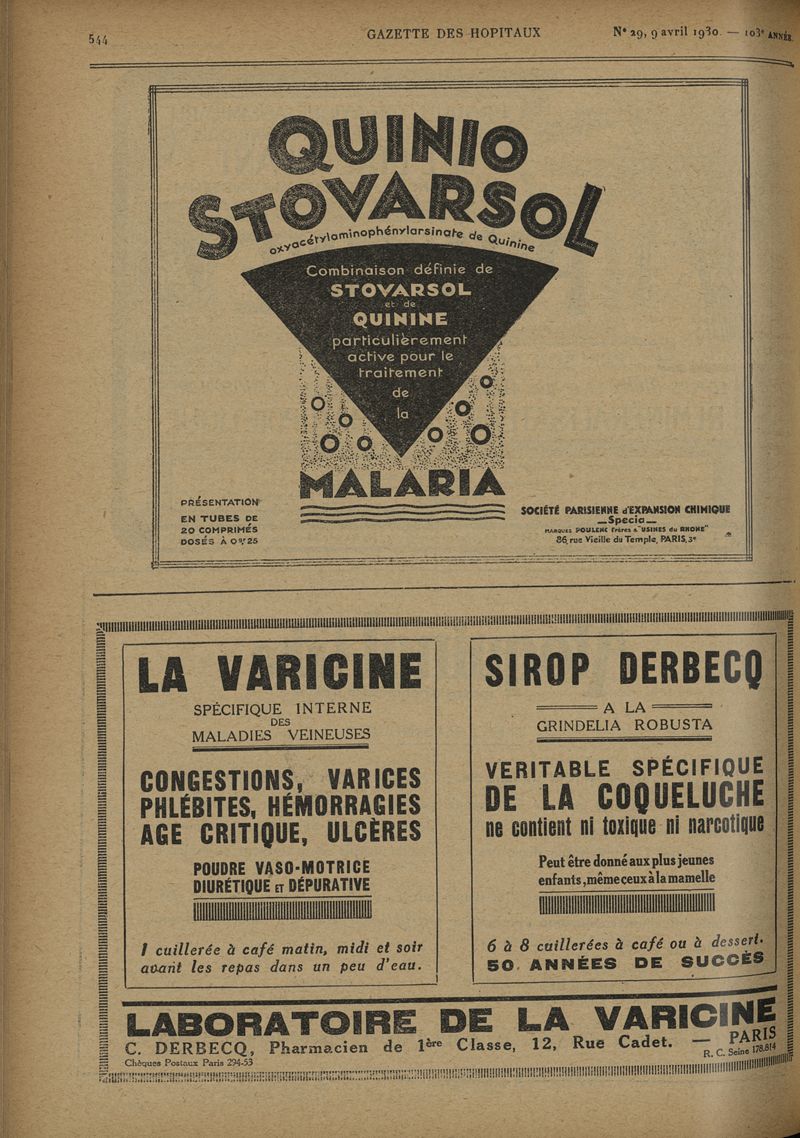 544
GAZETTE DES HOPITAUX
N° 29, 9 avril 1930. — 103e ANNÉE.
QUINIO
STOVARSOL
oxyacétylaminophénylarsinate de Quinine
Combinaison définie de
STOVARSOL
et de
QUININE
particulièrement
active pour le
traitement
de
la
MALARIA
PRÉSENTATION
EN TUBES DE
20 COMPRIMÉS
DOSÉS À 0gr,25
SOCIÉTÉ PARISIENNE d'EXPANSION CHIMIQUE
—Specia—
MARQUES POULENC Frères & "USINES du RHONE"
86, rue Vieille du Temple, PARIS, 3e
LA VARICINE
SPÉCIFIQUE INTERNE
DES
MALADIES VEINEUSES
CONGESTIONS, VARICES
PHLÉBITES, HÉMORRAGIES
AGE CRITIQUE, ULCÈRES
POUDRE VASO-MOTRICE
DIURÉTIQUE ET DÉPURATIVE
1 cuillerée à café matin, midi et soir
avant les repas dans un peu d'eau.
SIROP DERBECQ
A LA
GRINDELIA ROBUSTA
VERITABLE SPÉCIFIQUE
DE LA COQUELUCHE
ne contient ni toxique ni narcotique
Peut être donné aux plus jeunes
enfants, même ceux à la mamelle
6 à 8 cuillerées à café ou à dessert.
50 ANNÉES DE SUCCÈS
LABORATOIRE DE LA VARICINE
C. DERBECQ, Pharmacien de 1ère Classe, 12, Rue Cadet. — PARIS
Chèques Postaux Paris 294-53
R. C. Seine 178.614